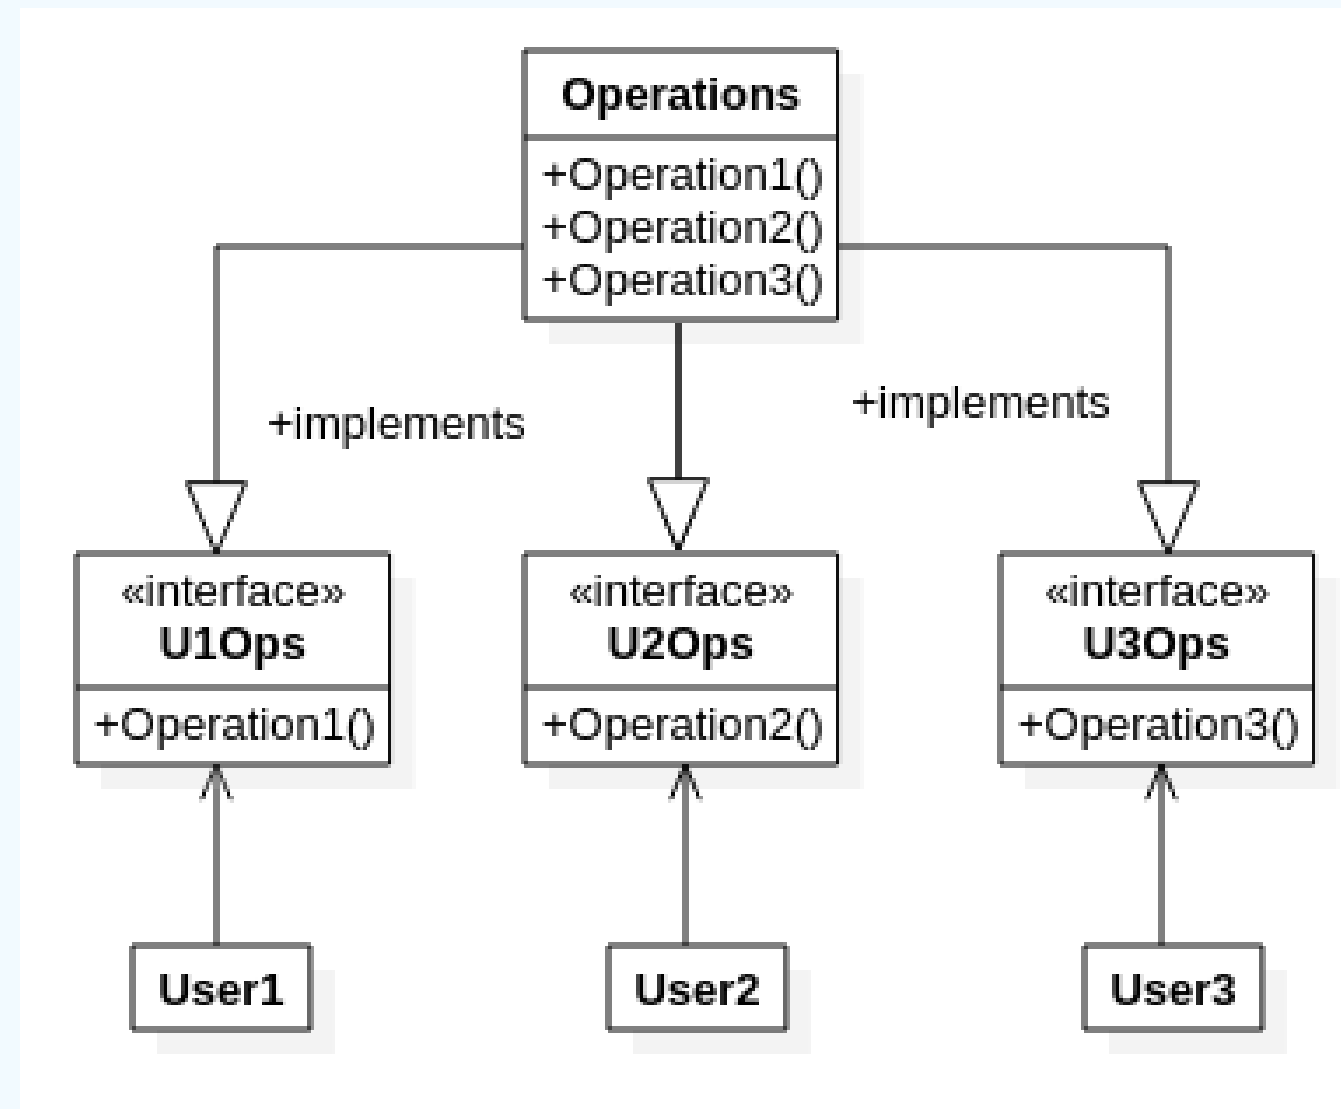 Operations
+Operation1()
+Operation2()
+Operation3()
+implements
+implements
«interface»
U1Ops
+Operation1()
«interface»
U2Ops
+Operation2()
«interface»
U3Ops
+Operation3()
User1
User2
User3